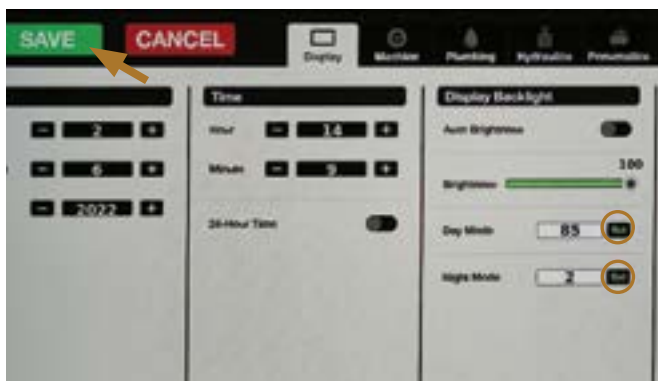 SAVE CANCEL Display Machine Plumbing Hydraulics Pneumatics
Time
Hour - 14 +
Minute - 9 +
24-Hour Time
- 2 +
- 6 +
- 2022 +
Display Backlight
Auto Brightness
100
Brightness
Day Mode 85 Set
Night Mode 2 Set